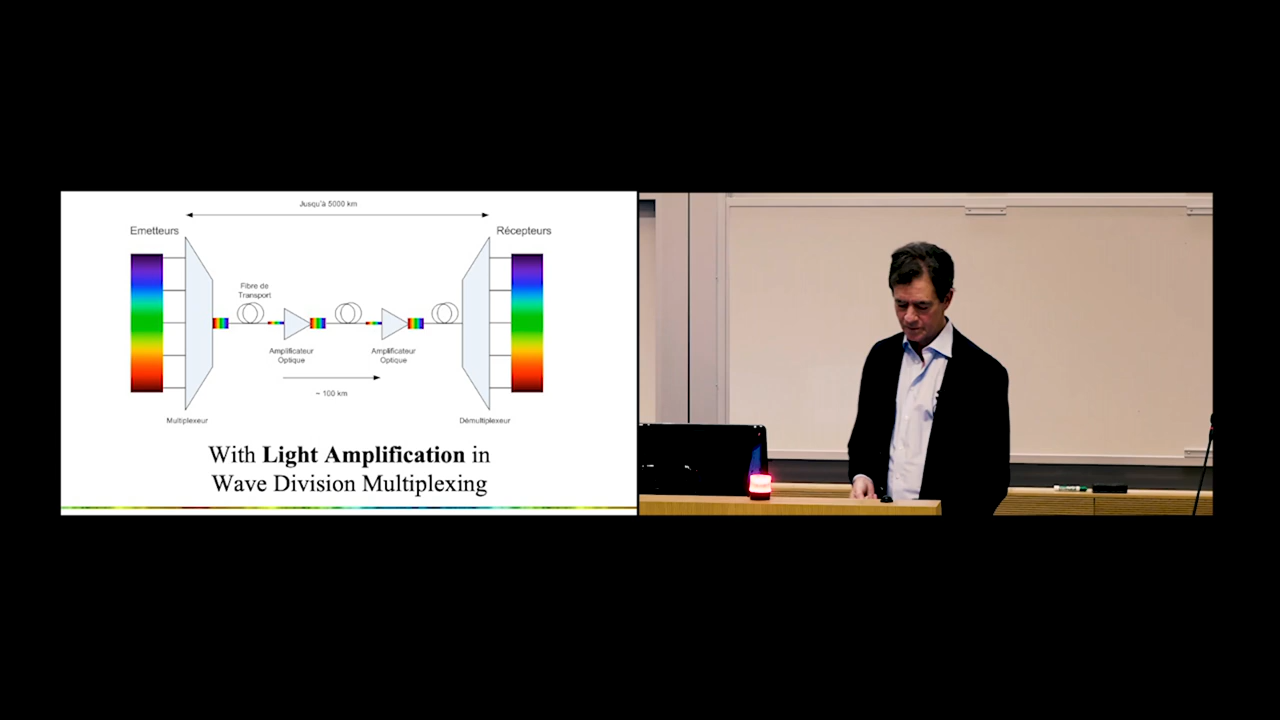 Jusqu'à 5000 km
Emetteurs
Récepteurs
Fibre de
Transport
Amplificateur
Optique
Amplificateur
Optique
~ 100 km
Multiplexeur
Démultiplexeur
With Light Amplification in
Wave Division Multiplexing